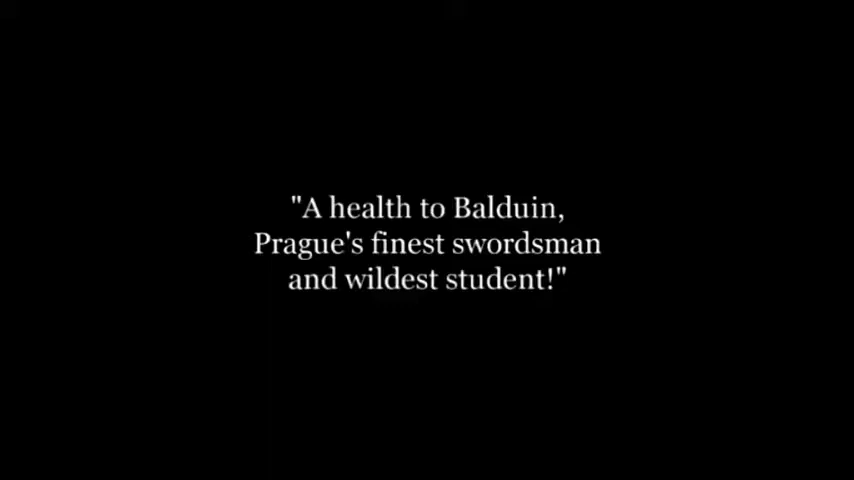 "A health to Balduin,
Prague's finest swordsman
and wildest student!"